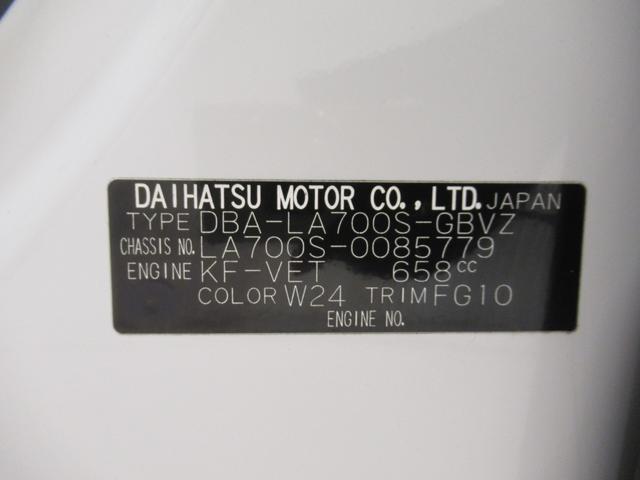 DAIHATSU MOTOR CO.,LTD. JAPAN
TYPE DBA-LA700S-GBVZ
CHASSIS NO. LA700S-0085779
ENGINE KF-VET 658cc
COLOR W24 TRIM FG10
ENGINE NO.